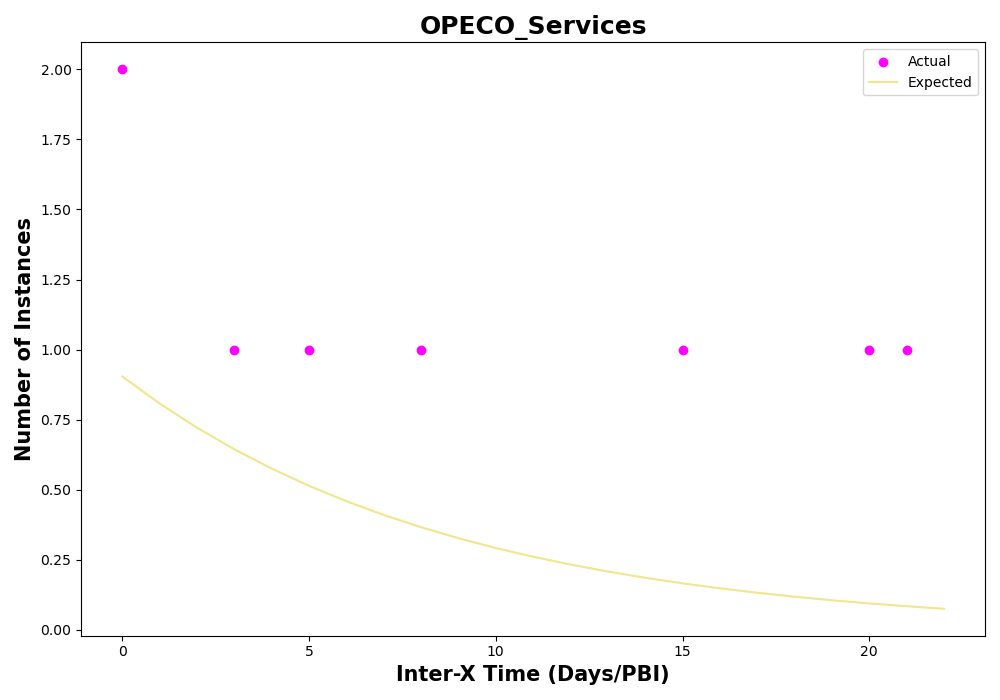 OPECO_Services
Actual
Expected
2.00
1.75
1.50
1.25
1.00
0.75
0.50
0.25
0.00
Number of Instances
0 5 10 15 20
Inter-X Time (Days/PBI)